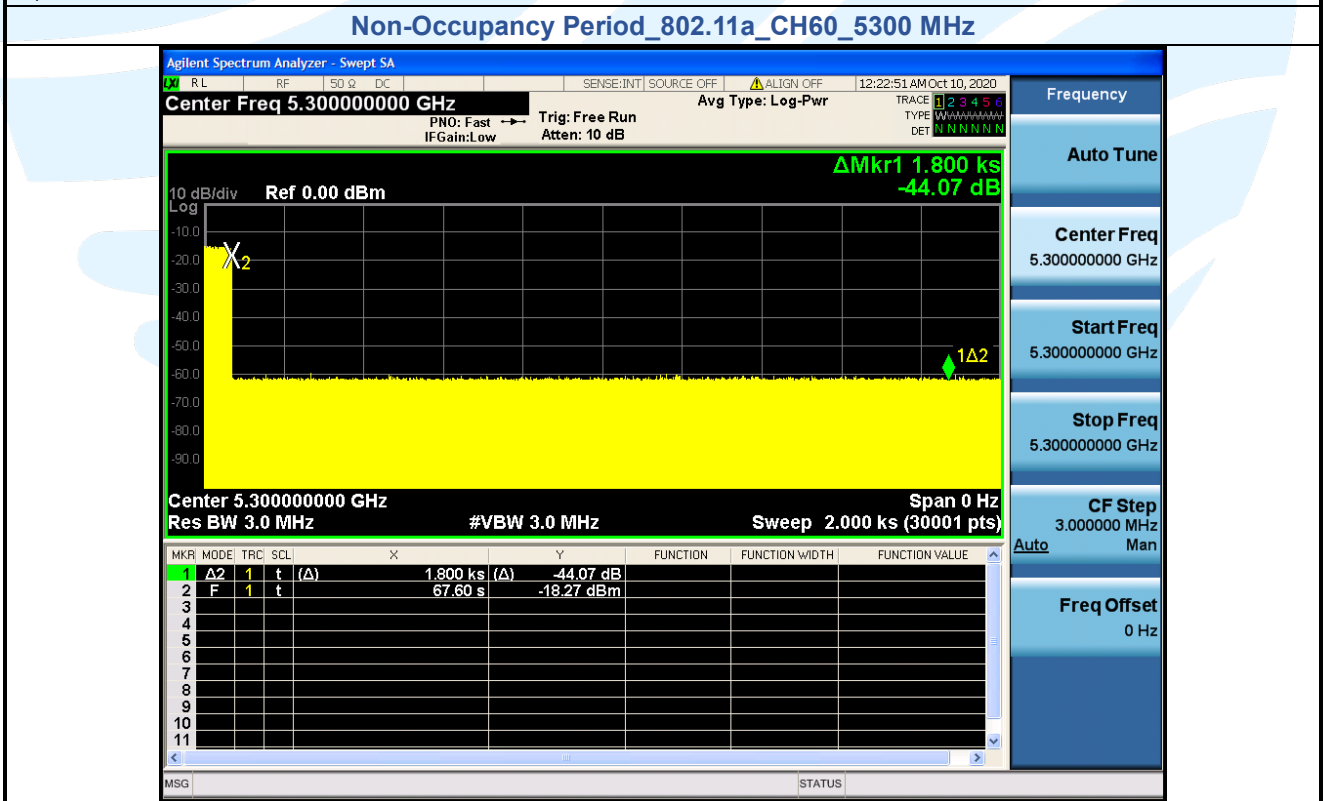 Non-Occupancy Period_802.11a_CH60_5300 MHz
Agilent Spectrum Analyzer - Swept SA
LXI RL RF 50 Ω DC SENSE:INT SOURCE OFF ALIGN OFF 12:22:51 AM Oct 10, 2020
Center Freq 5.300000000 GHz
PNO: Fast
IFGain:Low
Trig: Free Run
Atten: 10 dB
Avg Type: Log-Pwr
TRACE 1 2 3 4 5 6
TYPE WWWWWW
DET N N N N N N
ΔMkr1 1.800 ks
-44.07 dB
10 dB/div Ref 0.00 dBm
Log
-10.0
-20.0
-30.0
-40.0
-50.0
-60.0
-70.0
-80.0
-90.0
X2
1Δ2
Center 5.300000000 GHz Span 0 Hz
Res BW 3.0 MHz #VBW 3.0 MHz Sweep 2.000 ks (30001 pts)
MKR MODE TRC SCL X Y FUNCTION FUNCTION WIDTH FUNCTION VALUE
1 Δ2 1 t (Δ) 1.800 ks (Δ) -44.07 dB
2 F 1 t 67.60 s -18.27 dBm
3
4
5
6
7
8
9
10
11
MSG STATUS
Frequency
Auto Tune
Center Freq
5.300000000 GHz
Start Freq
5.300000000 GHz
Stop Freq
5.300000000 GHz
CF Step
3.000000 MHz
Auto Man
Freq Offset
0 Hz